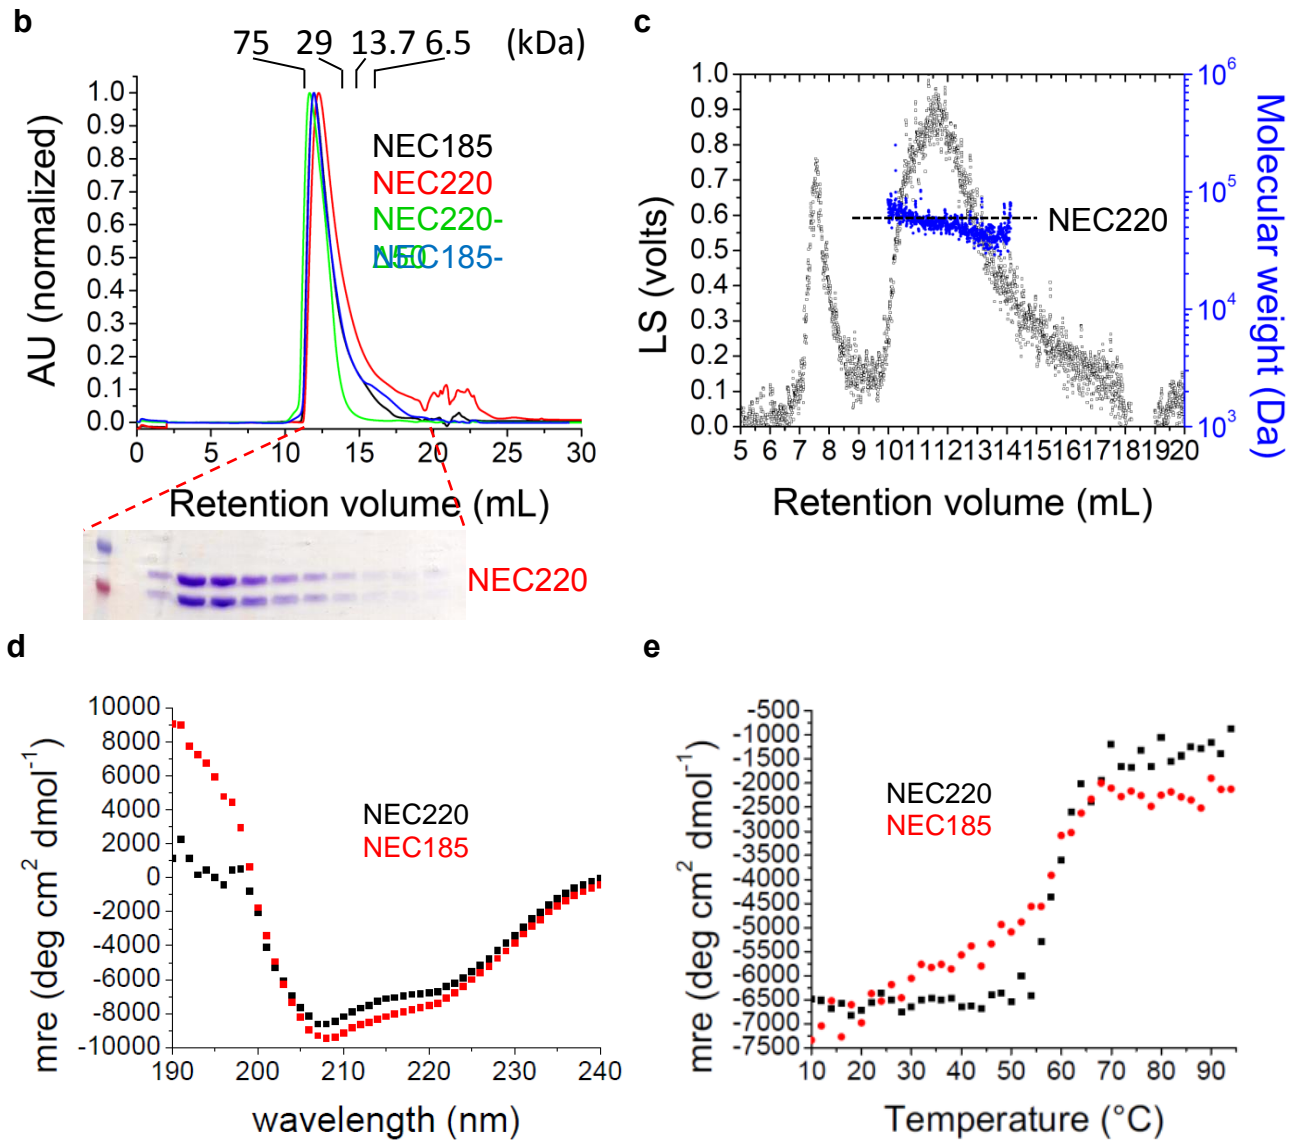 b
75 29 13.7 6.5 (kDa)
AU (normalized)
1.0
0.9
0.8
0.7
0.6
0.5
0.4
0.3
0.2
0.1
0.0
NEC185
NEC220
NEC220-
Δ50
NEC185-
0 5 10 15 20 25 30
Retention volume (mL)
NEC220
c
LS (volts)
1.0
0.9
0.8
0.7
0.6
0.5
0.4
0.3
0.2
0.1
0.0
NEC220
10^6
10^5
10^4
10^3
Molecular weight (Da)
5 6 7 8 9 10 11 12 13 14 15 16 17 18 19 20
Retention volume (mL)
d
mre (deg cm^2 dmol^-1)
10000
8000
6000
4000
2000
0
-2000
-4000
-6000
-8000
-10000
NEC220
NEC185
190 200 210 220 230 240
wavelength (nm)
e
mre (deg cm^2 dmol^-1)
-500
-1000
-1500
-2000
-2500
-3000
-3500
-4000
-4500
-5000
-5500
-6000
-6500
-7000
-7500
NEC220
NEC185
10 20 30 40 50 60 70 80 90
Temperature (°C)